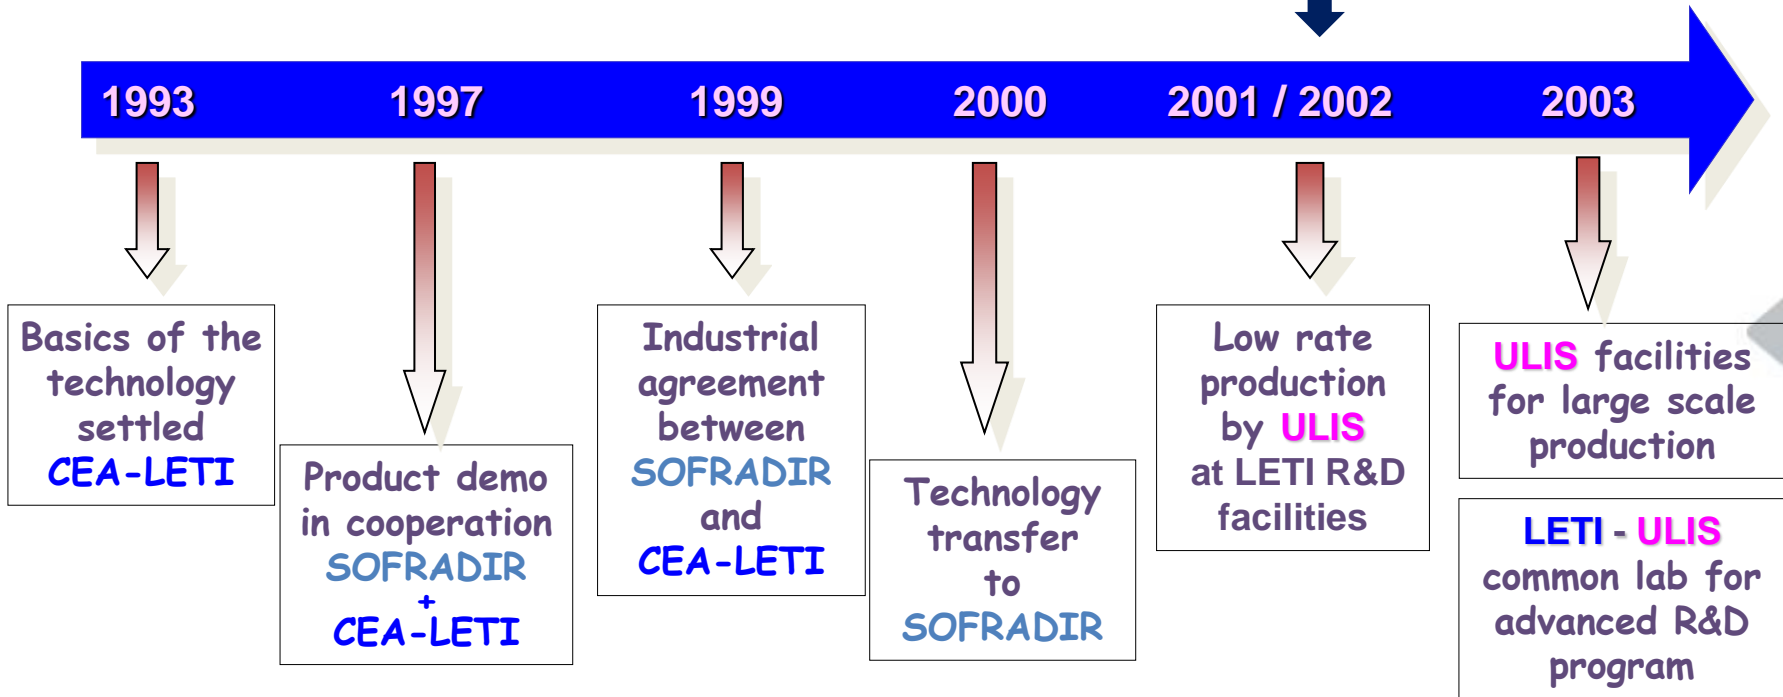 1993 1997 1999 2000 2001 / 2002 2003
Basics of the
technology
settled
CEA-LETI
Product demo
in cooperation
SOFRADIR
+
CEA-LETI
Industrial
agreement
between
SOFRADIR
and
CEA-LETI
Technology
transfer
to
SOFRADIR
Low rate
production
by ULIS
at LETI R&D
facilities
ULIS facilities
for large scale
production
LETI - ULIS
common lab for
advanced R&D
program